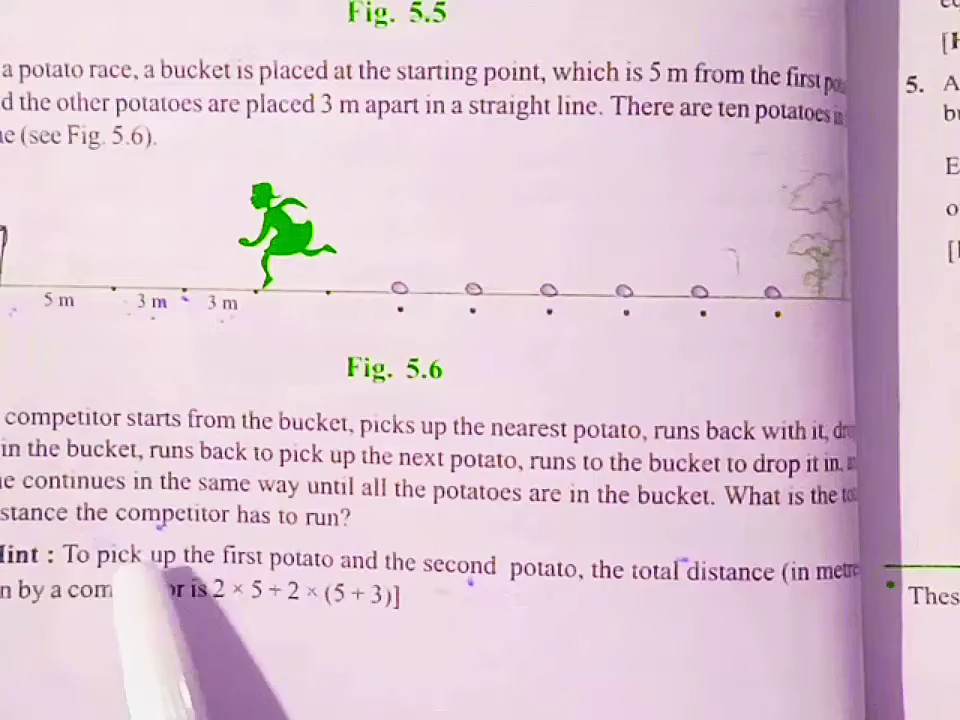 Fig. 5.5
a potato race, a bucket is placed at the starting point, which is 5 m from the first
d the other potatoes are placed 3 m apart in a straight line. There are ten potatoes in
(see Fig. 5.6).
5 m 3 m 3 m
Fig. 5.6
competitor starts from the bucket, picks up the nearest potato, runs back with it,
in the bucket, runs back to pick up the next potato, runs to the bucket to drop it in,
e continues in the same way until all the potatoes are in the bucket. What is the
stance the competitor has to run?
int : To pick up the first potato and the second potato, the total distance (in metre
n by a com or is 2 × 5 + 2 × (5 + 3)]
5. A
E
Thes